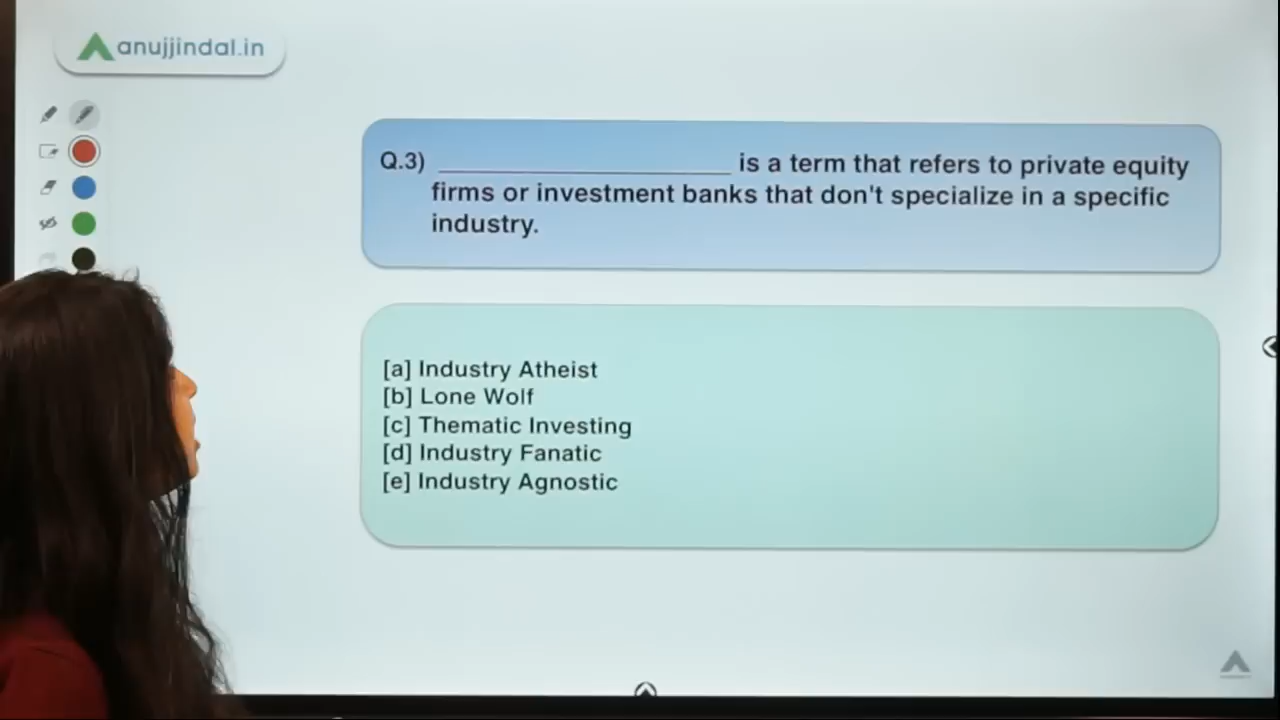 anujjindal.in
Q.3) ____________________ is a term that refers to private equity
firms or investment banks that don't specialize in a specific
industry.
[a] Industry Atheist
[b] Lone Wolf
[c] Thematic Investing
[d] Industry Fanatic
[e] Industry Agnostic